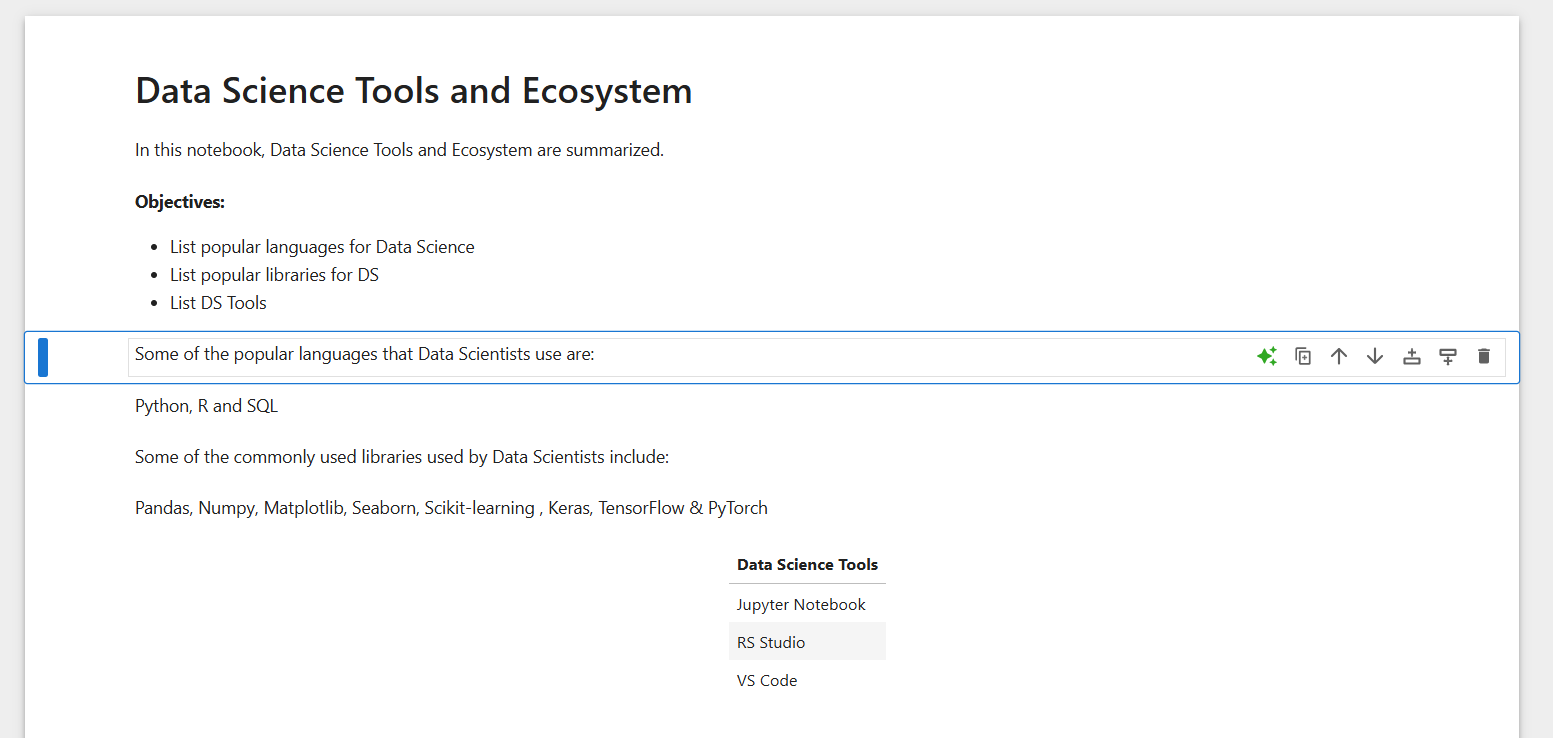 Data Science Tools and Ecosystem
In this notebook, Data Science Tools and Ecosystem are summarized.
Objectives:
List popular languages for Data Science
List popular libraries for DS
List DS Tools
Some of the popular languages that Data Scientists use are:
Python, R and SQL
Some of the commonly used libraries used by Data Scientists include:
Pandas, Numpy, Matplotlib, Seaborn, Scikit-learn​ing , Keras, TensorFlow & PyTorch
Data Science Tools
Jupyter Notebook
RS Studio
VS Code